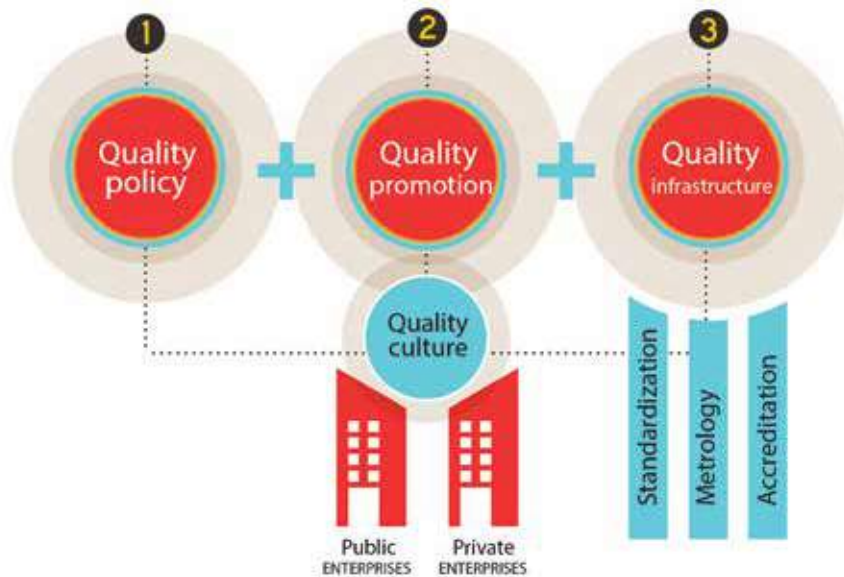 1
2
3
Quality
policy
+
Quality
promotion
+
Quality
infrastructure
Quality
culture
Standardization
Metrology
Accreditation
Public
ENTERPRISES
Private
ENTERPRISES